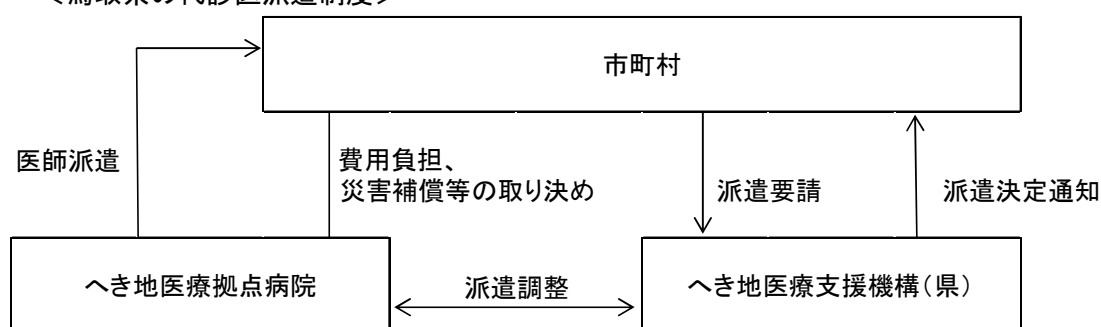 市町村
医師派遣
費用負担、
災害補償等の取り決め
派遣要請
派遣決定通知
へき地医療拠点病院
派遣調整
へき地医療支援機構(県)